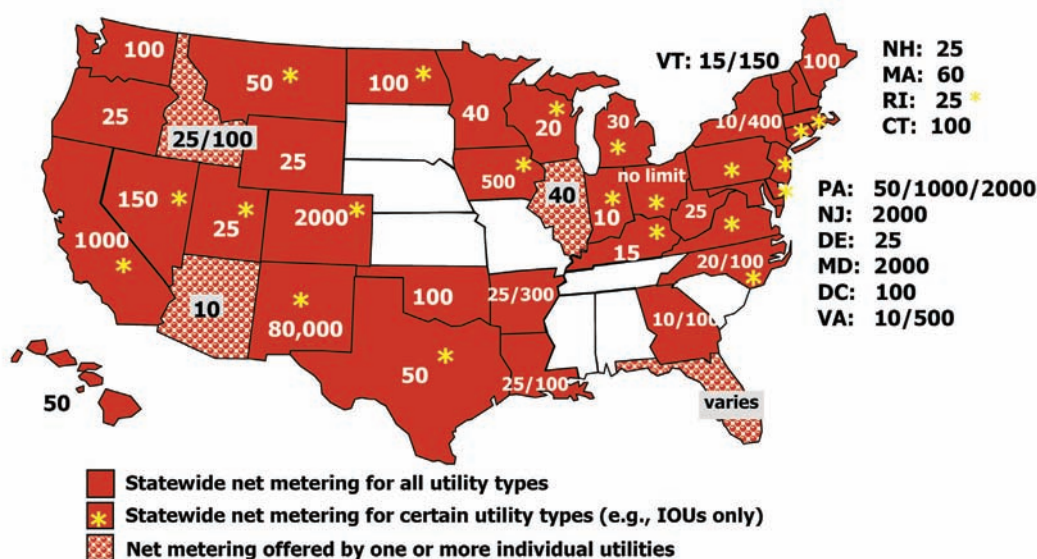 100
50 *
100 *
VT: 15/150
100
NH: 25
MA: 60
RI: 25 *
CT: 100
25
25/100
40
20 *
30 *
10/400
25
150 *
25 *
2000 *
500 *
40
10 *
no limit *
25
PA: 50/1000/2000
NJ: 2000
DE: 25
MD: 2000
DC: 100
VA: 10/500
1000 *
15 *
20/100 *
10
80,000 *
100
25/300
10/100
50 *
25/100
varies
50
Statewide net metering for all utility types
* Statewide net metering for certain utility types (e.g., IOUs only)
Net metering offered by one or more individual utilities